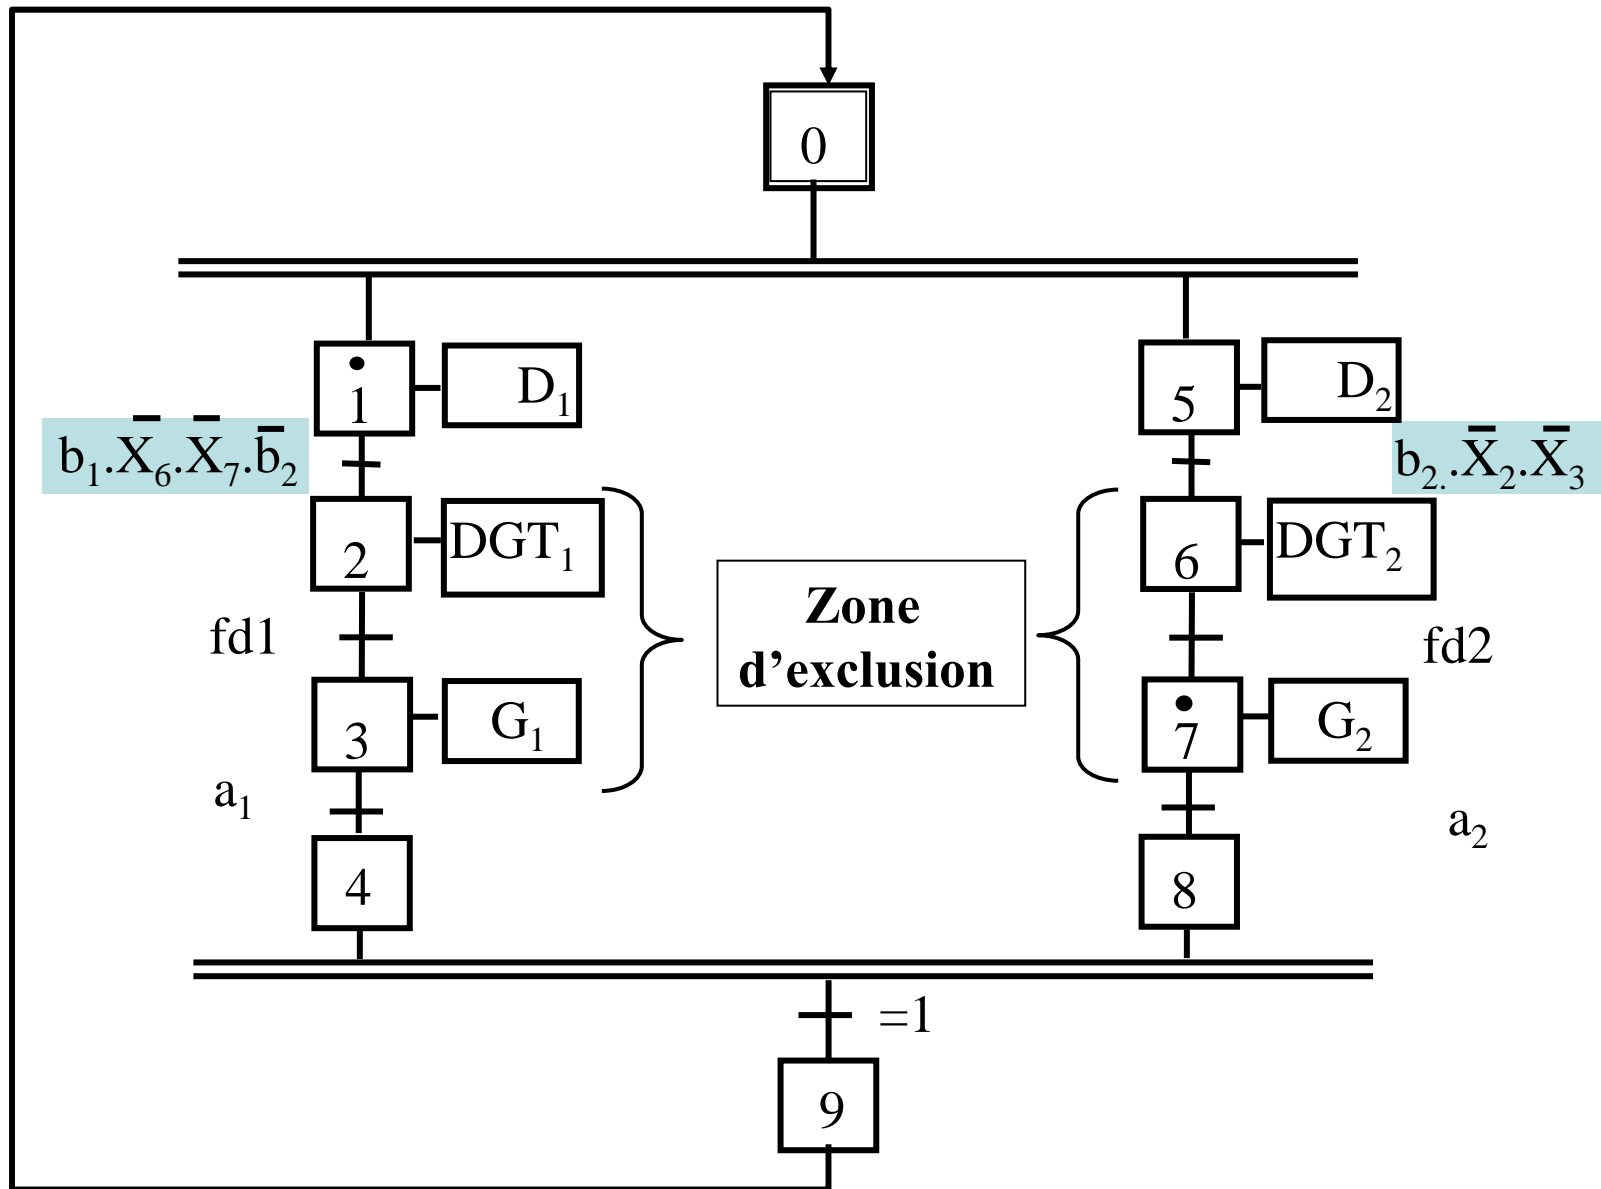 0
1
D₁
5
D₂
b₁.X̄₆.X̄₇.b̄₂
b₂..X̄₂.X̄₃
2
DGT₁
6
DGT₂
Zone
d’exclusion
fd1
fd2
3
G₁
7
G₂
a₁
a₂
4
8
=1
9